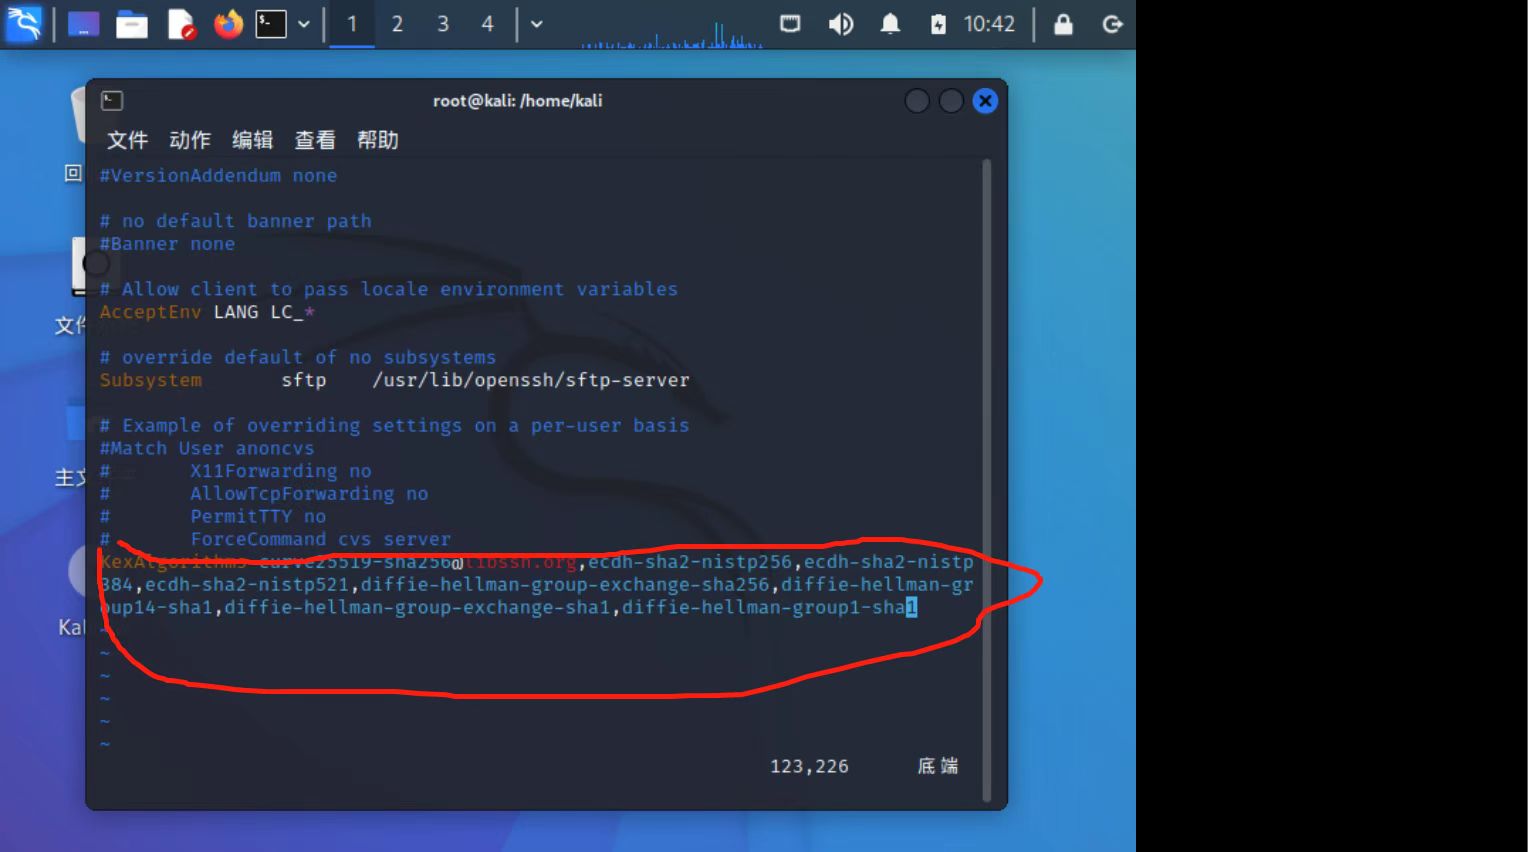 1 2 3 4 10:42
root@kali: /home/kali
文件 动作 编辑 查看 帮助
回
#VersionAddendum none
# no default banner path
#Banner none
# Allow client to pass locale environment variables
AcceptEnv LANG LC_*
文件
# override default of no subsystems
Subsystem sftp /usr/lib/openssh/sftp-server
# Example of overriding settings on a per-user basis
#Match User anoncvs
# X11Forwarding no
主文
# AllowTcpForwarding no
# PermitTTY no
# ForceCommand cvs server
KexAlgorithms curve25519-sha256@libssh.org,ecdh-sha2-nistp256,ecdh-sha2-nistp
384,ecdh-sha2-nistp521,diffie-hellman-group-exchange-sha256,diffie-hellman-gr
oup14-sha1,diffie-hellman-group-exchange-sha1,diffie-hellman-group1-sha1
Kal
~
~
~
~
~
~
123,226 底端